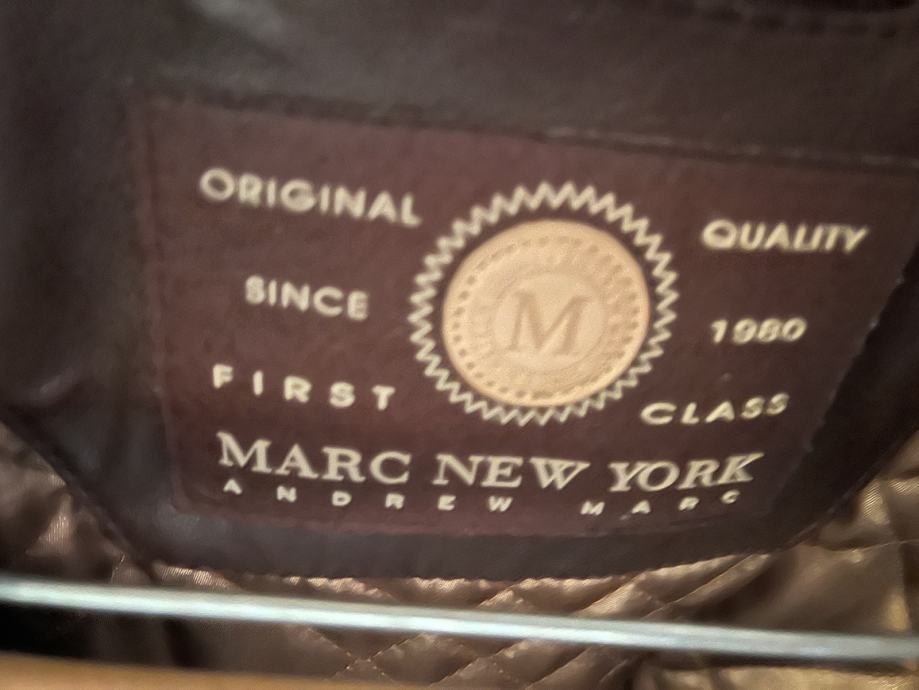 ORIGINAL QUALITY
M
SINCE 1980
FIRST CLASS
MARC NEW YORK
ANDREW MARC